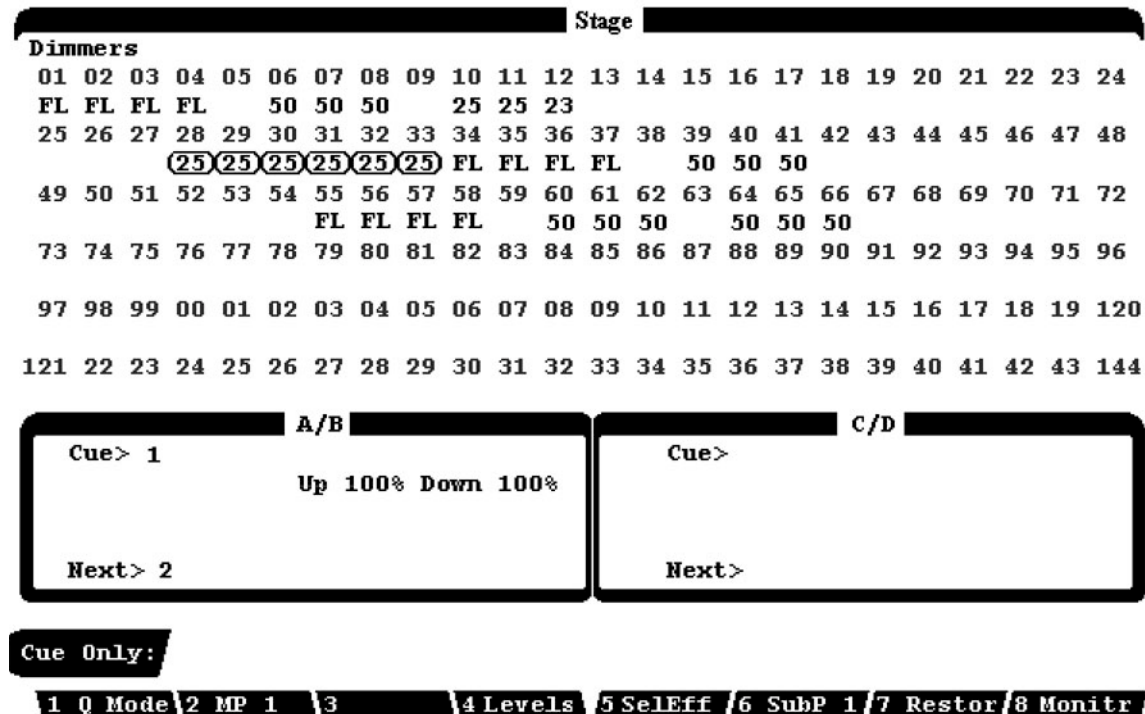 Stage
Dimmers
01 02 03 04 05 06 07 08 09 10 11 12 13 14 15 16 17 18 19 20 21 22 23 24
FL FL FL FL 50 50 50 25 25 23
25 26 27 28 29 30 31 32 33 34 35 36 37 38 39 40 41 42 43 44 45 46 47 48
25 25 25 25 25 25 FL FL FL FL 50 50 50
49 50 51 52 53 54 55 56 57 58 59 60 61 62 63 64 65 66 67 68 69 70 71 72
FL FL FL FL 50 50 50 50 50 50
73 74 75 76 77 78 79 80 81 82 83 84 85 86 87 88 89 90 91 92 93 94 95 96
97 98 99 00 01 02 03 04 05 06 07 08 09 10 11 12 13 14 15 16 17 18 19 120
121 22 23 24 25 26 27 28 29 30 31 32 33 34 35 36 37 38 39 40 41 42 43 144
A/B
Cue> 1
Up 100% Down 100%
Next> 2
C/D
Cue>
Next>
Cue Only:
1 Q Mode 2 MP 1 3 4 Levels 5 SelEff 6 SubP 1 7 Restor 8 Monitr